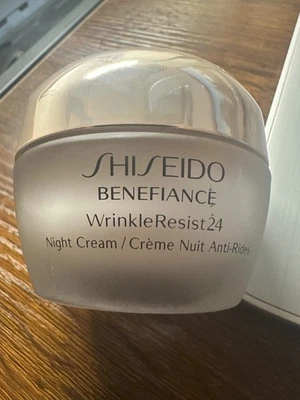 SHISEIDO
BENEFIANCE
WrinkleResist24
Night Cream / Crème Nuit Anti-Rides